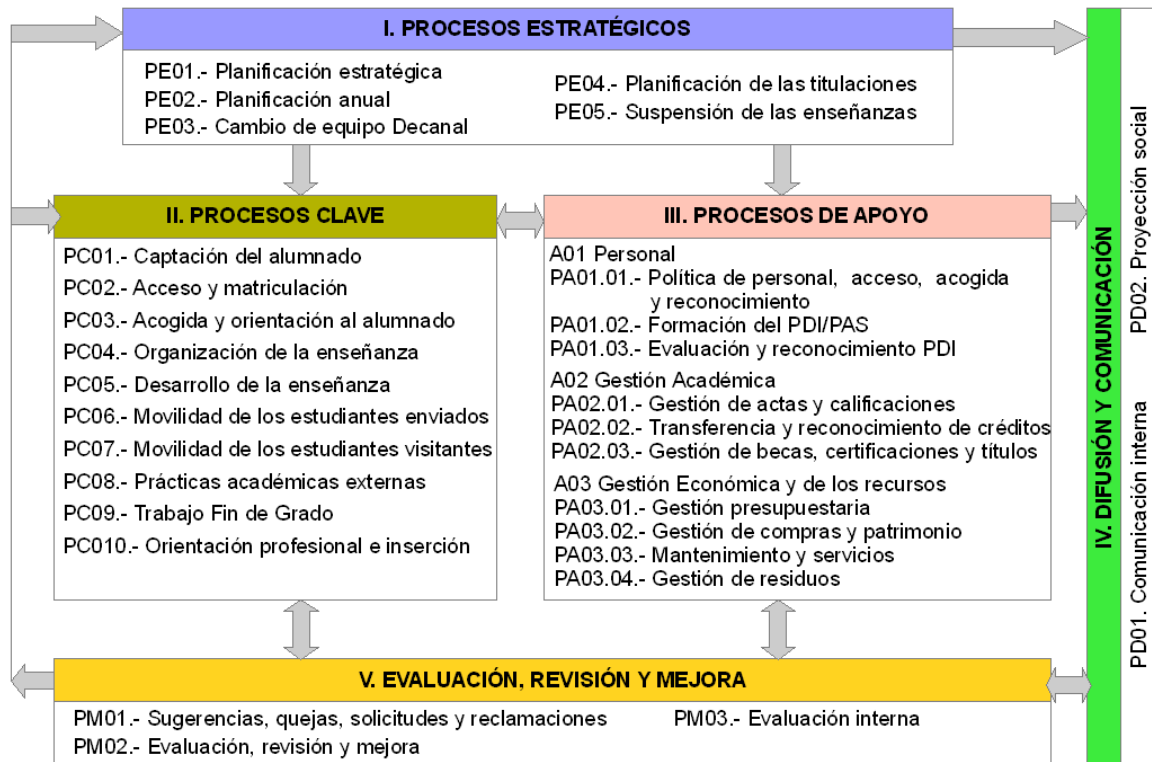 I. PROCESOS ESTRATÉGICOS
PE01.- Planificación estratégica
PE02.- Planificación anual
PE03.- Cambio de equipo Decanal
PE04.- Planificación de las titulaciones
PE05.- Suspensión de las enseñanzas
II. PROCESOS CLAVE
PC01.- Captación del alumnado
PC02.- Acceso y matriculación
PC03.- Acogida y orientación al alumnado
PC04.- Organización de la enseñanza
PC05.- Desarrollo de la enseñanza
PC06.- Movilidad de los estudiantes enviados
PC07.- Movilidad de los estudiantes visitantes
PC08.- Prácticas académicas externas
PC09.- Trabajo Fin de Grado
PC010.- Orientación profesional e inserción
III. PROCESOS DE APOYO
A01 Personal
PA01.01.- Política de personal, acceso, acogida
y reconocimiento
PA01.02.- Formación del PDI/PAS
PA01.03.- Evaluación y reconocimiento PDI
A02 Gestión Académica
PA02.01.- Gestión de actas y calificaciones
PA02.02.- Transferencia y reconocimiento de créditos
PA02.03.- Gestión de becas, certificaciones y títulos
A03 Gestión Económica y de los recursos
PA03.01.- Gestión presupuestaria
PA03.02.- Gestión de compras y patrimonio
PA03.03.- Mantenimiento y servicios
PA03.04.- Gestión de residuos
IV. DIFUSIÓN Y COMUNICACIÓN
PD01. Comunicación interna
PD02. Proyección social
V. EVALUACIÓN, REVISIÓN Y MEJORA
PM01.- Sugerencias, quejas, solicitudes y reclamaciones
PM02.- Evaluación, revisión y mejora
PM03.- Evaluación interna